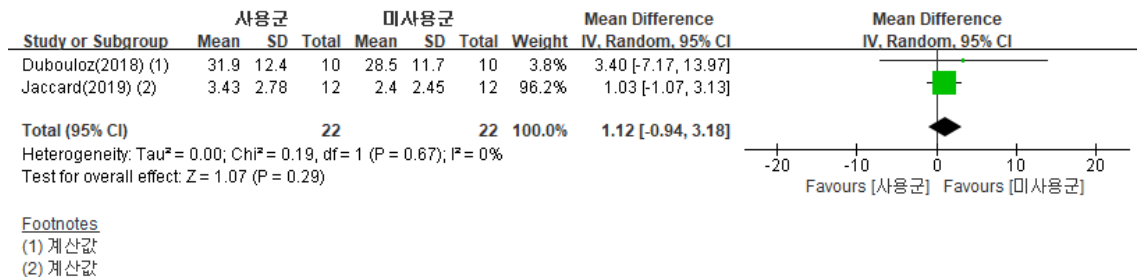 사용군 미사용군 Mean Difference Mean Difference
Study or Subgroup Mean SD Total Mean SD Total Weight IV, Random, 95% CI IV, Random, 95% CI
Dubouloz(2018) (1) 31.9 12.4 10 28.5 11.7 10 3.8% 3.40 [-7.17, 13.97]
Jaccard(2019) (2) 3.43 2.78 12 2.4 2.45 12 96.2% 1.03 [-1.07, 3.13]
Total (95% CI) 22 22 100.0% 1.12 [-0.94, 3.18]
Heterogeneity: Tau² = 0.00; Chi² = 0.19, df = 1 (P = 0.67); I² = 0%
Test for overall effect: Z = 1.07 (P = 0.29)
-20 -10 0 10 20
Favours [사용군] Favours [미사용군]
Footnotes
(1) 계산값
(2) 계산값